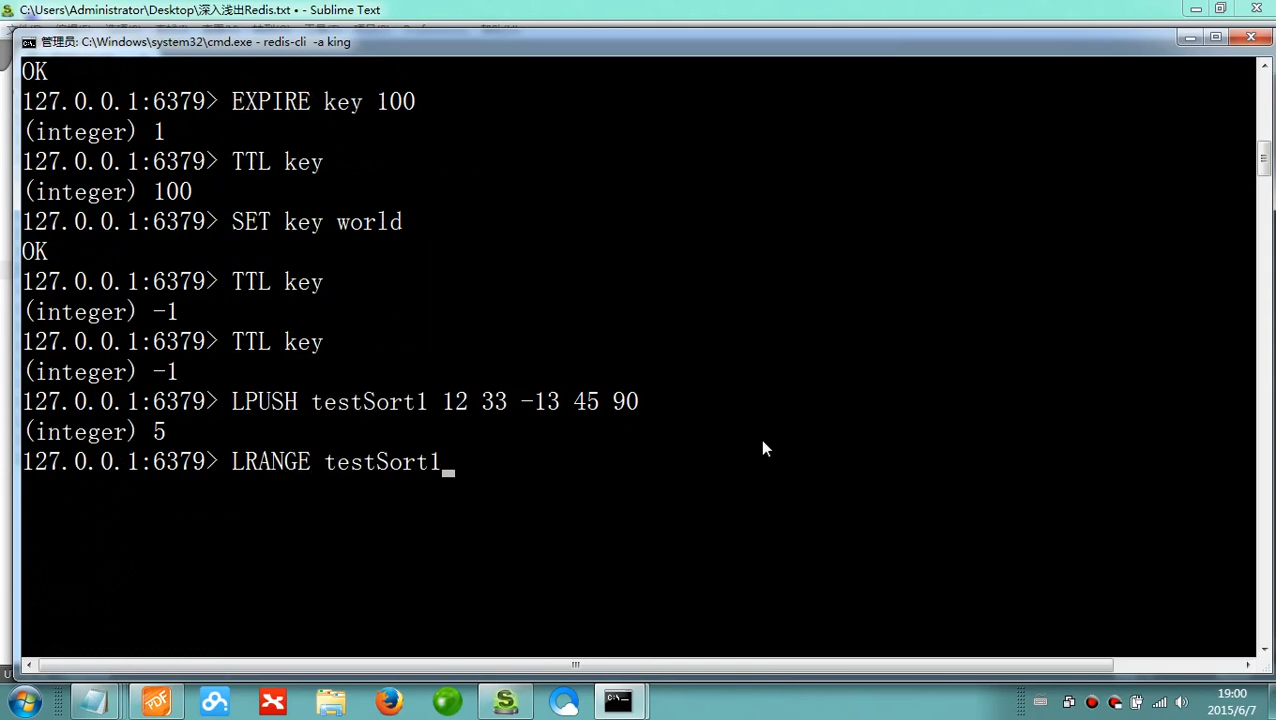 C:\Users\Administrator\Desktop\深入浅出Redis.txt • - Sublime Text
管理员: C:\Windows\system32\cmd.exe - redis-cli  -a king
OK
127.0.0.1:6379> EXPIRE key 100
(integer) 1
127.0.0.1:6379> TTL key
(integer) 100
127.0.0.1:6379> SET key world
OK
127.0.0.1:6379> TTL key
(integer) -1
127.0.0.1:6379> TTL key
(integer) -1
127.0.0.1:6379> LPUSH testSort1 12 33 -13 45 90
(integer) 5
127.0.0.1:6379> LRANGE testSort1_
PDF
19:00
2015/6/7